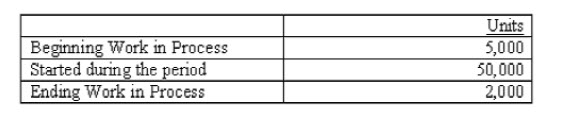 Units
Beginning Work in Process 5,000
Started during the period 50,000
Ending Work in Process 2,000